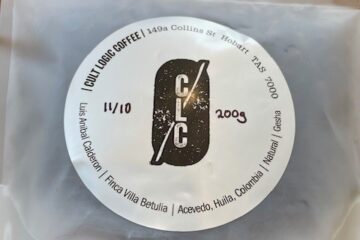 | CULT LOGIC COFFEE | 149a Collins St. Hobart TAS 7000
11/10
C/L/C
200g
Luis Anibal Calderon | Finca Villa Betulia | Acevedo, Huila, Colombia | Natural | Gesha